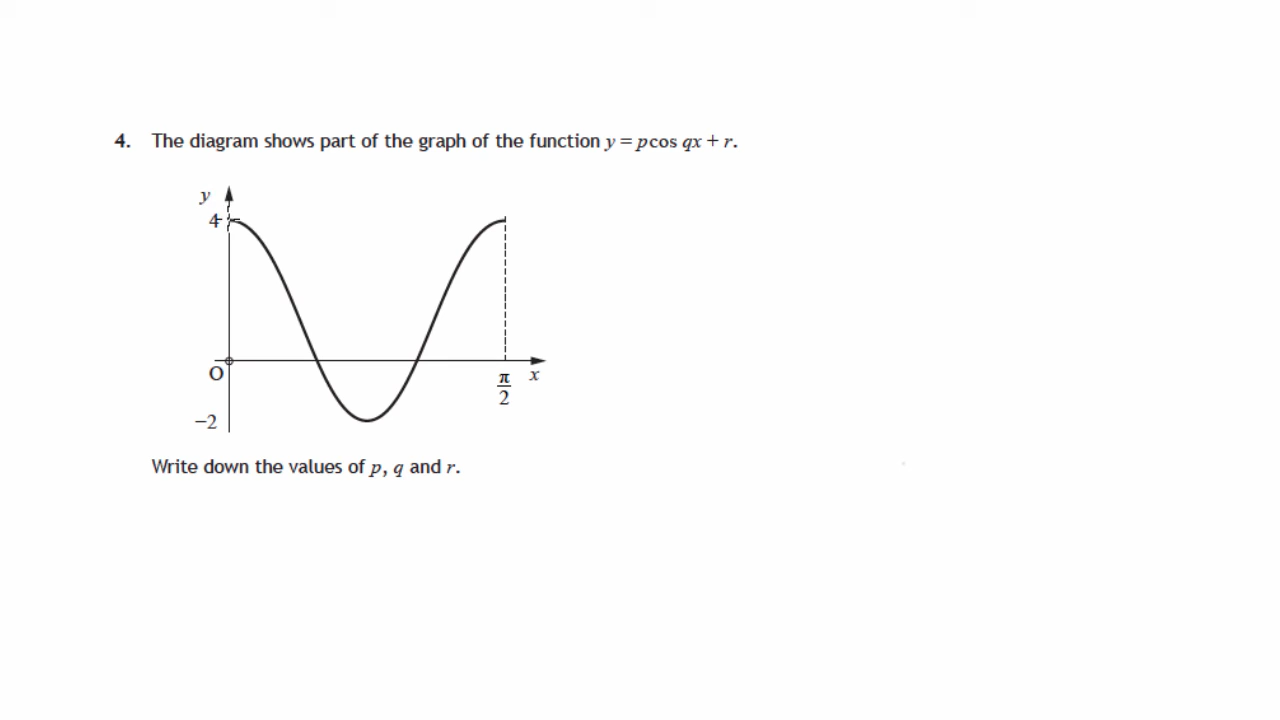 4. The diagram shows part of the graph of the function y = pcos qx + r.
y
4
O
π
2
x
−2
Write down the values of p, q and r.